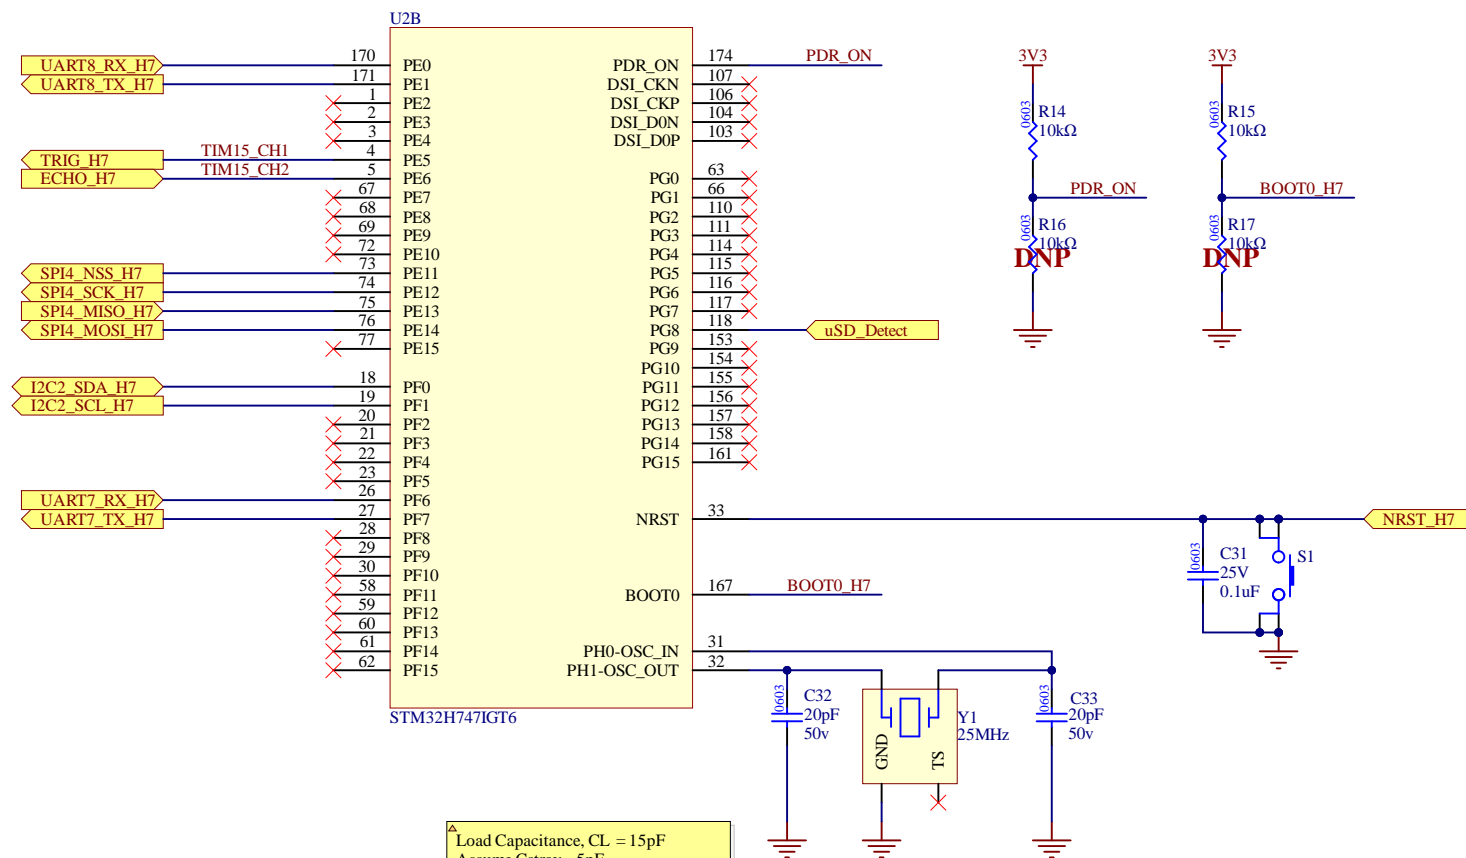 U2B
UART8_RX_H7 170 PE0
UART8_TX_H7 171 PE1
1 PE2
2 PE3
3 PE4
TRIG_H7 TIM15_CH1 4 PE5
ECHO_H7 TIM15_CH2 5 PE6
67 PE7
68 PE8
69 PE9
72 PE10
SPI4_NSS_H7 73 PE11
SPI4_SCK_H7 74 PE12
SPI4_MISO_H7 75 PE13
SPI4_MOSI_H7 76 PE14
77 PE15
I2C2_SDA_H7 18 PF0
I2C2_SCL_H7 19 PF1
20 PF2
21 PF3
22 PF4
23 PF5
UART7_RX_H7 26 PF6
UART7_TX_H7 27 PF7
28 PF8
29 PF9
30 PF10
58 PF11
59 PF12
60 PF13
61 PF14
62 PF15
PDR_ON 174 PDR_ON
DSI_CKN 107
DSI_CKP 106
DSI_D0N 104
DSI_D0P 103
PG0 63
PG1 66
PG2 110
PG3 111
PG4 114
PG5 115
PG6 116
PG7 117
PG8 118 uSD_Detect
PG9 153
PG10 154
PG11 155
PG12 156
PG13 157
PG14 158
PG15 161
NRST 33 NRST_H7
BOOT0 167 BOOT0_H7
PH0-OSC_IN 31
PH1-OSC_OUT 32
STM32H747IGT6
3V3
0603 R14
10kΩ
PDR_ON
0603 R16
10kΩ
DNP
3V3
0603 R15
10kΩ
BOOT0_H7
0603 R17
10kΩ
DNP
0603 C31
25V
0.1uF
S1
0603 C32
20pF
50v
Y1
25MHz
GND
TS
0603 C33
20pF
50v
Load Capacitance, CL = 15pF